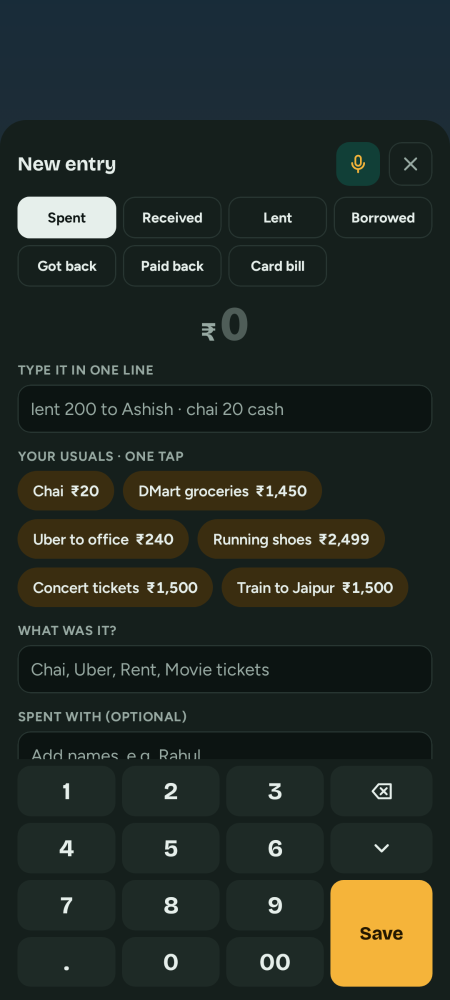 New entry
Spent Received Lent Borrowed
Got back Paid back Card bill
₹0
TYPE IT IN ONE LINE
lent 200 to Ashish · chai 20 cash
YOUR USUALS · ONE TAP
Chai ₹20 DMart groceries ₹1,450
Uber to office ₹240 Running shoes ₹2,499
Concert tickets ₹1,500 Train to Jaipur ₹1,500
WHAT WAS IT?
Chai, Uber, Rent, Movie tickets
SPENT WITH (OPTIONAL)
Add names, e.g. Rahul
1 2 3
4 5 6
7 8 9
Save
. 0 00